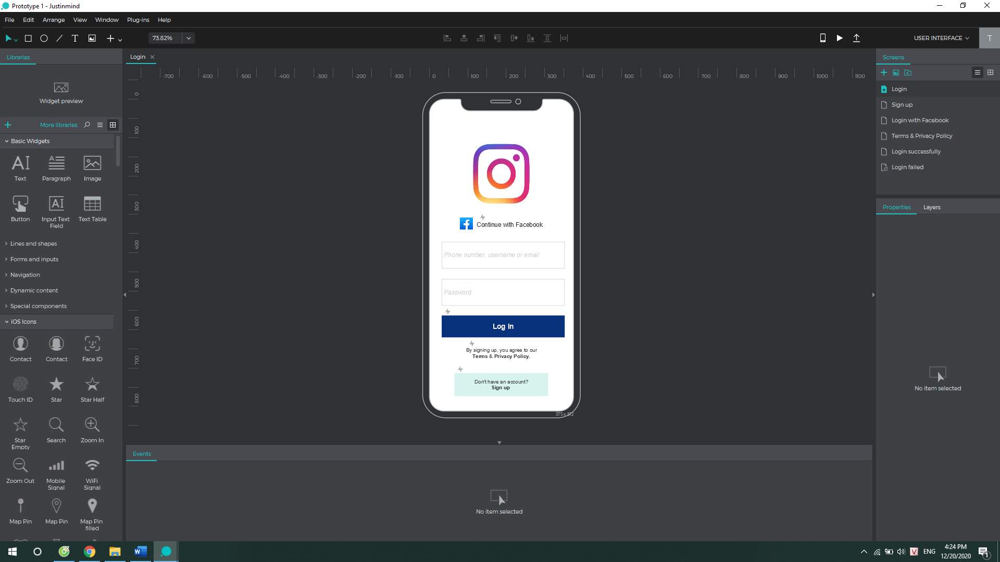 Prototype 1 - Justinmind
File Edit Arrange View Window Plug-ins Help
73.82%
USER INTERFACE
T
Libraries
Widget preview
More libraries
Basic Widgets
Text Paragraph Image
Button Input Text Field Text Table
Lines and shapes
Forms and inputs
Navigation
Dynamic content
Special components
iOS Icons
Contact Contact Face ID
Touch ID Star Star Half
Star Empty Search Zoom In
Zoom Out Mobile Signal WiFi Signal
Map Pin Map Pin Map Pin filled
Login
-700 -600 -500 -400 -300 -200 -100 0 100 200 300 400 500 600 700 800 900 1000 1100
0
100
200
300
400
500
600
700
800
Continue with Facebook
Phone number, username or email
Password
Log In
By signing up, you agree to our
Terms & Privacy Policy.
Don't have an account?
Sign up
375 x 812
Events
No item selected
Screens
Login
Sign up
Login with Facebook
Terms & Privacy Policy
Login successfully
Login failed
Properties Layers
No item selected
W
V
ENG
4:24 PM
12/20/2020
1